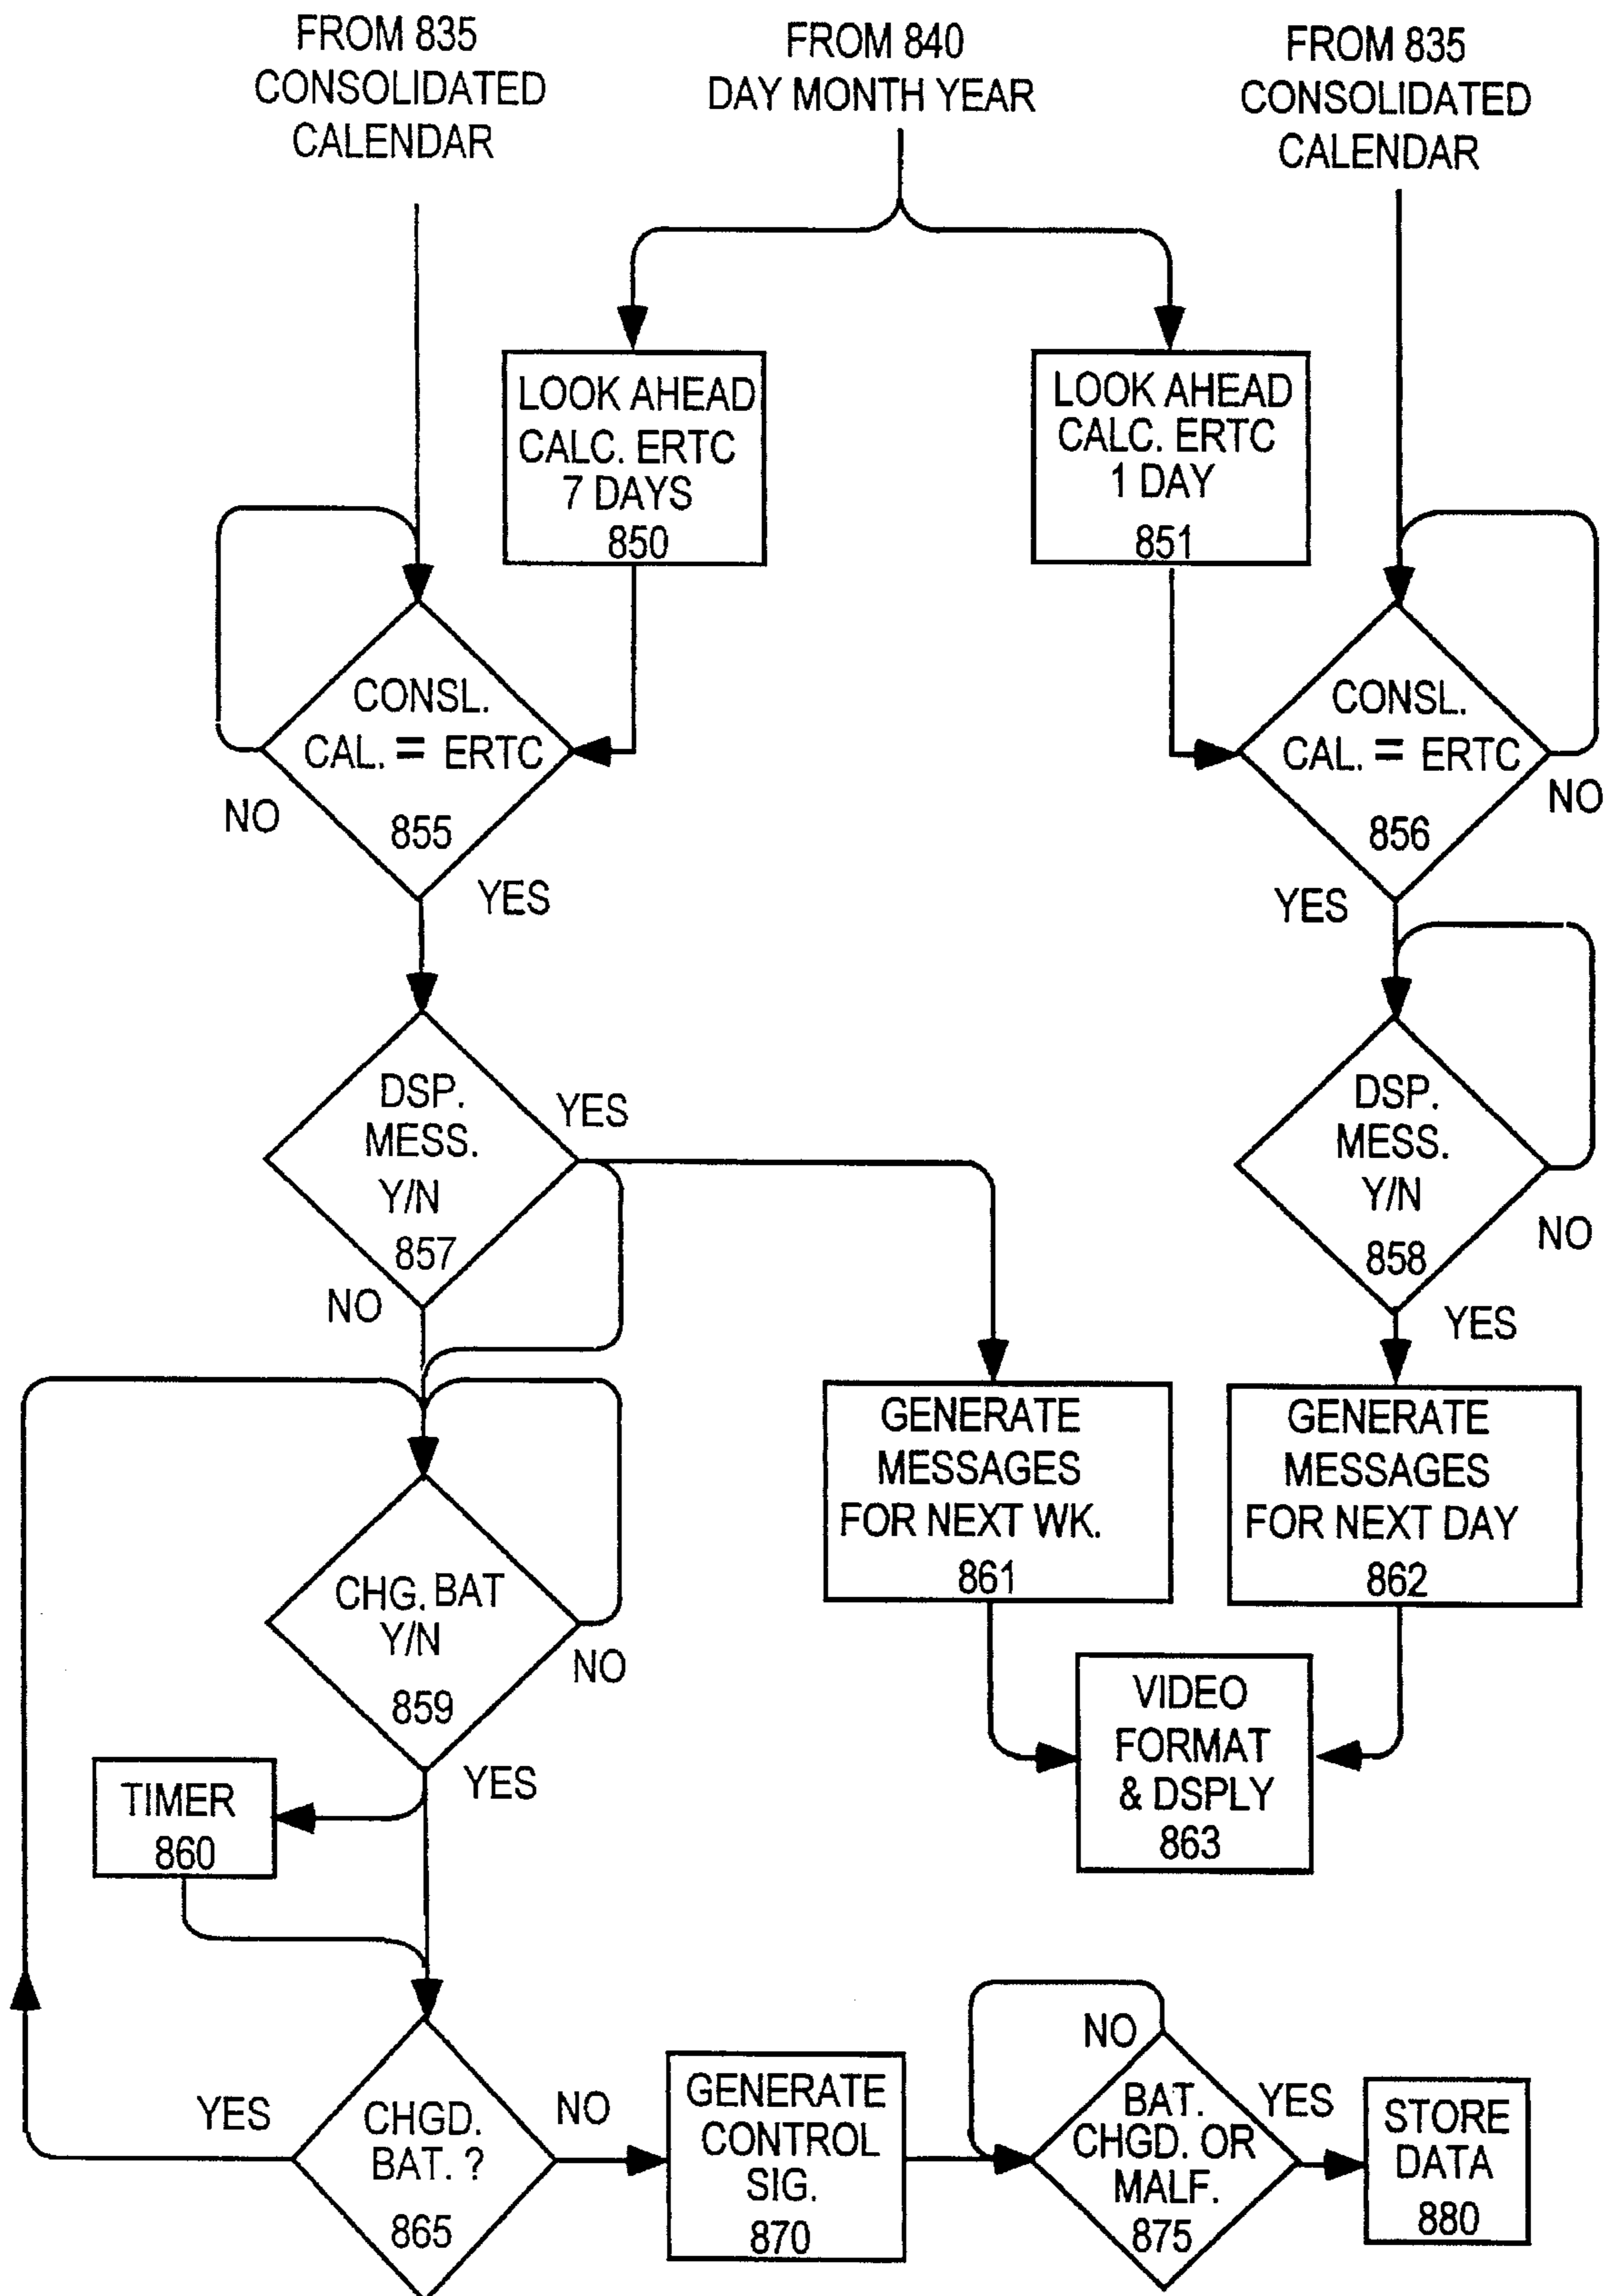 FROM 835
CONSOLIDATED
CALENDAR
FROM 840
DAY MONTH YEAR
FROM 835
CONSOLIDATED
CALENDAR
LOOK AHEAD
CALC. ERTC
7 DAYS
850
LOOK AHEAD
CALC. ERTC
1 DAY
851
CONSL.
CAL. = ERTC
855
NO
YES
CONSL.
CAL. = ERTC
856
NO
YES
DSP.
MESS.
Y/N
857
YES
NO
DSP.
MESS.
Y/N
858
NO
YES
GENERATE
MESSAGES
FOR NEXT WK.
861
GENERATE
MESSAGES
FOR NEXT DAY
862
CHG. BAT
Y/N
859
NO
YES
VIDEO
FORMAT
& DSPLY
863
TIMER
860
CHGD.
BAT. ?
865
YES
NO
GENERATE
CONTROL
SIG.
870
NO
BAT.
CHGD. OR
MALF.
875
YES
STORE
DATA
880